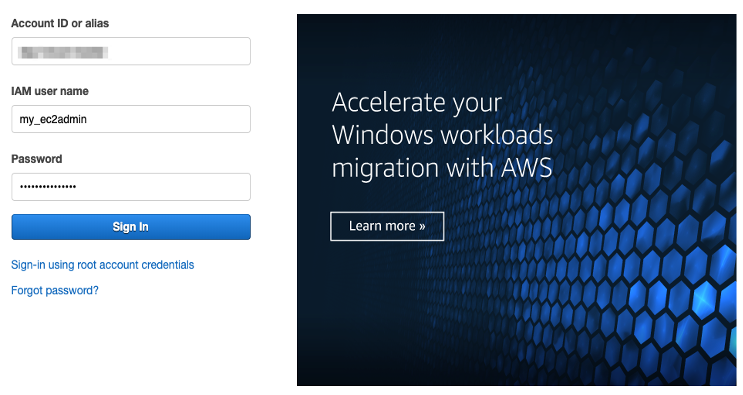 Account ID or alias
IAM user name
my_ec2admin
Password
•••••••••••••••
Sign In
Sign-in using root account credentials
Forgot password?
Accelerate your
Windows workloads
migration with AWS
Learn more »